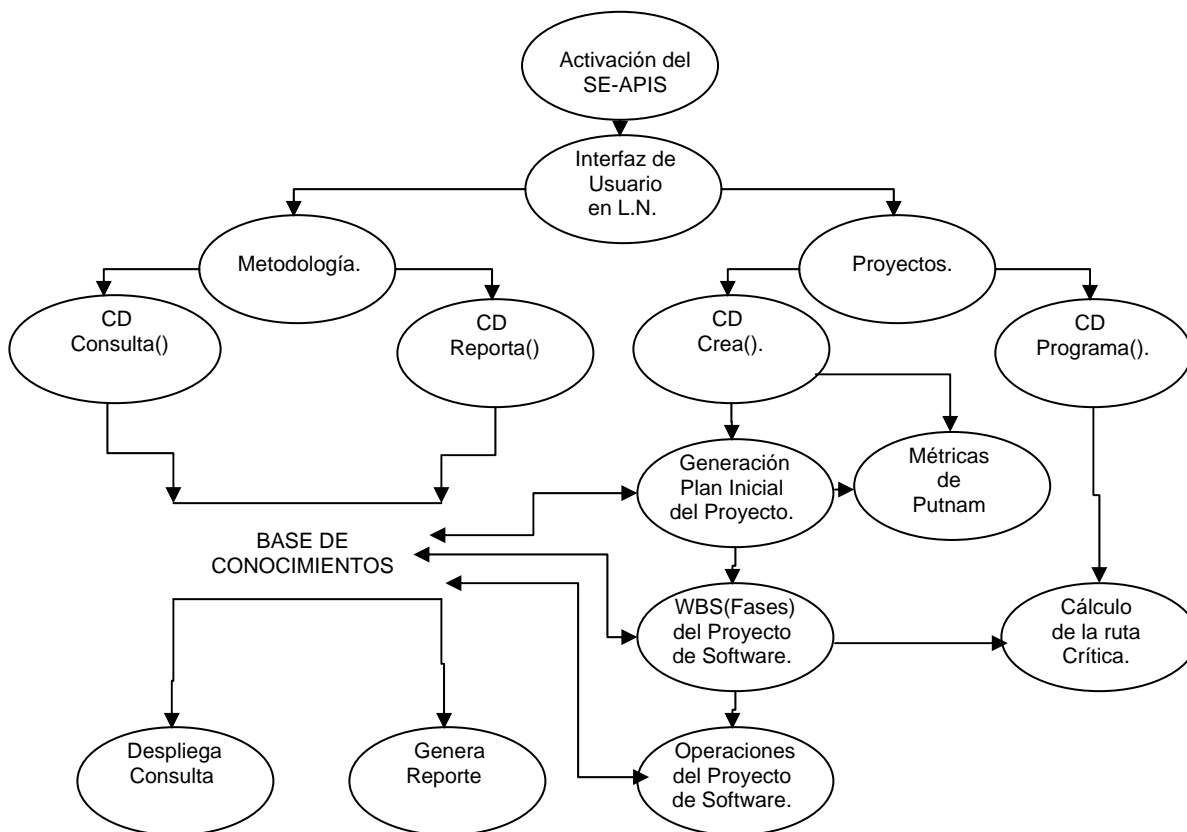 Activación del
SE-APIS
Interfaz de
Usuario
en L.N.
Metodología.
Proyectos.
CD
Consulta()
CD
Reporta()
CD
Crea().
CD
Programa().
Generación
Plan Inicial
del Proyecto.
Métricas
de
Putnam
BASE DE
CONOCIMIENTOS
WBS(Fases)
del Proyecto
de Software.
Cálculo
de la ruta
Crítica.
Despliega
Consulta
Genera
Reporte
Operaciones
del Proyecto
de Software.